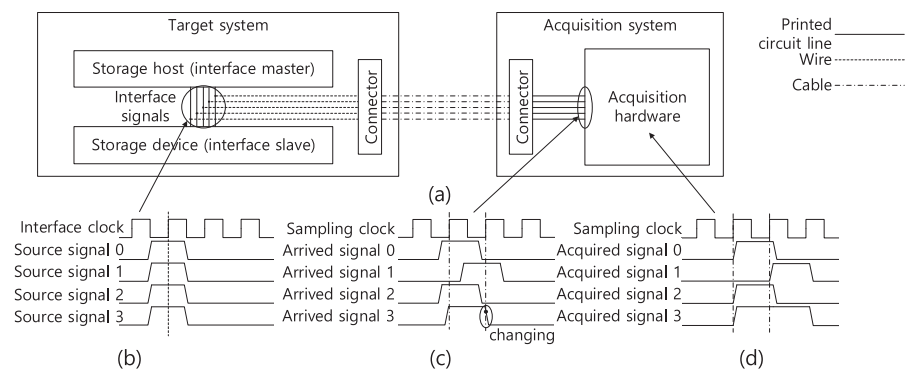 Target system
Storage host (interface master)
Interface
signals
Storage device (interface slave)
Connector
Acquisition system
Connector
Acquisition
hardware
Printed
circuit line
Wire
Cable
(a)
Interface clock
Source signal 0
Source signal 1
Source signal 2
Source signal 3
(b)
Sampling clock
Arrived signal 0
Arrived signal 1
Arrived signal 2
Arrived signal 3
changing
(c)
Sampling clock
Acquired signal 0
Acquired signal 1
Acquired signal 2
Acquired signal 3
(d)